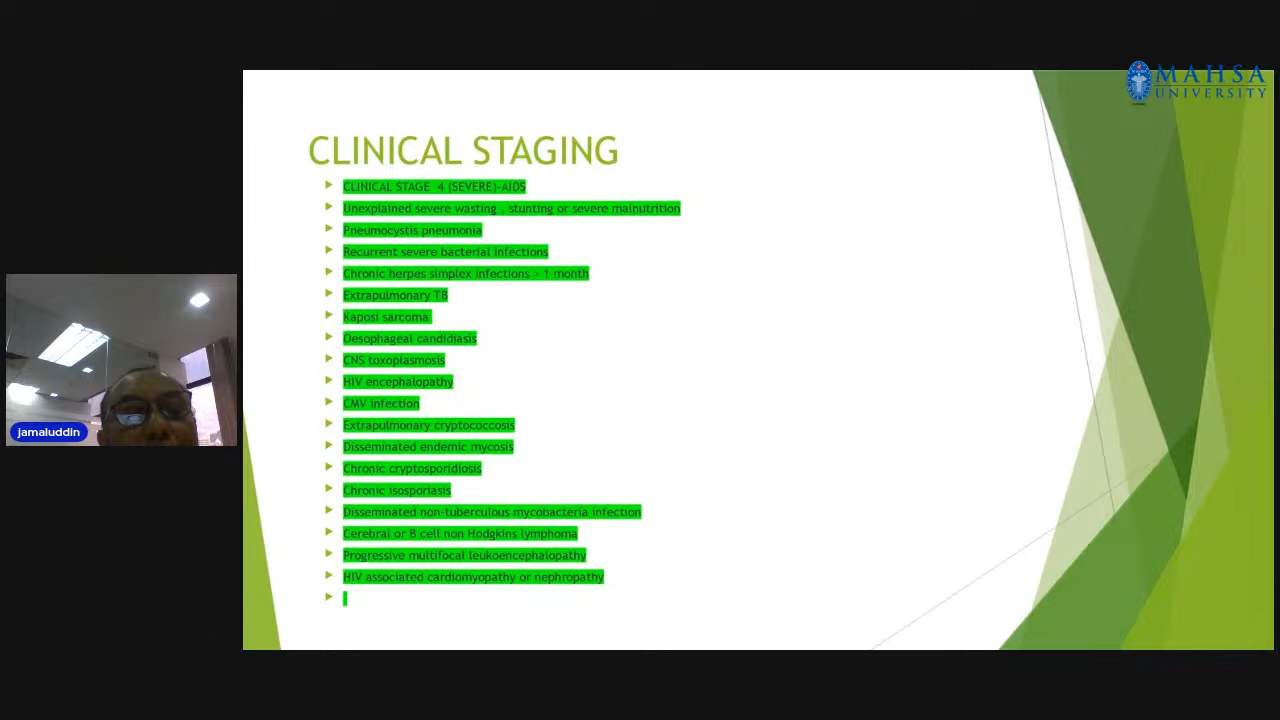 MAHSA
UNIVERSITY
CLINICAL STAGING
CLINICAL STAGE 4 (SEVERE)-AIDS
Unexplained severe wasting , stunting or severe malnutrition
Pneumocystis pneumonia
Recurrent severe bacterial infections
Chronic herpes simplex infections > 1 month
Extrapulmonary TB
Kaposi sarcoma
Oesophageal candidiasis
CNS toxoplasmosis
HIV encephalopathy
CMV infection
Extrapulmonary cryptococcosis
Disseminated endemic mycosis
Chronic cryptosporidiosis
Chronic isosporiasis
Disseminated non-tuberculous mycobacteria infection
Cerebral or B cell non Hodgkins lymphoma
Progressive multifocal leukoencephalopathy
HIV associated cardiomyopathy or nephropathy
jamaluddin